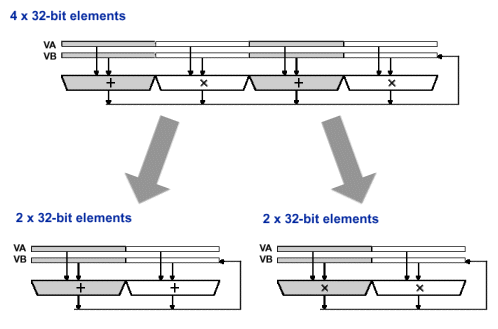 4 x 32-bit elements
VA
VB
+ × + ×
2 x 32-bit elements 2 x 32-bit elements
VA VA
VB VB
+ + × ×